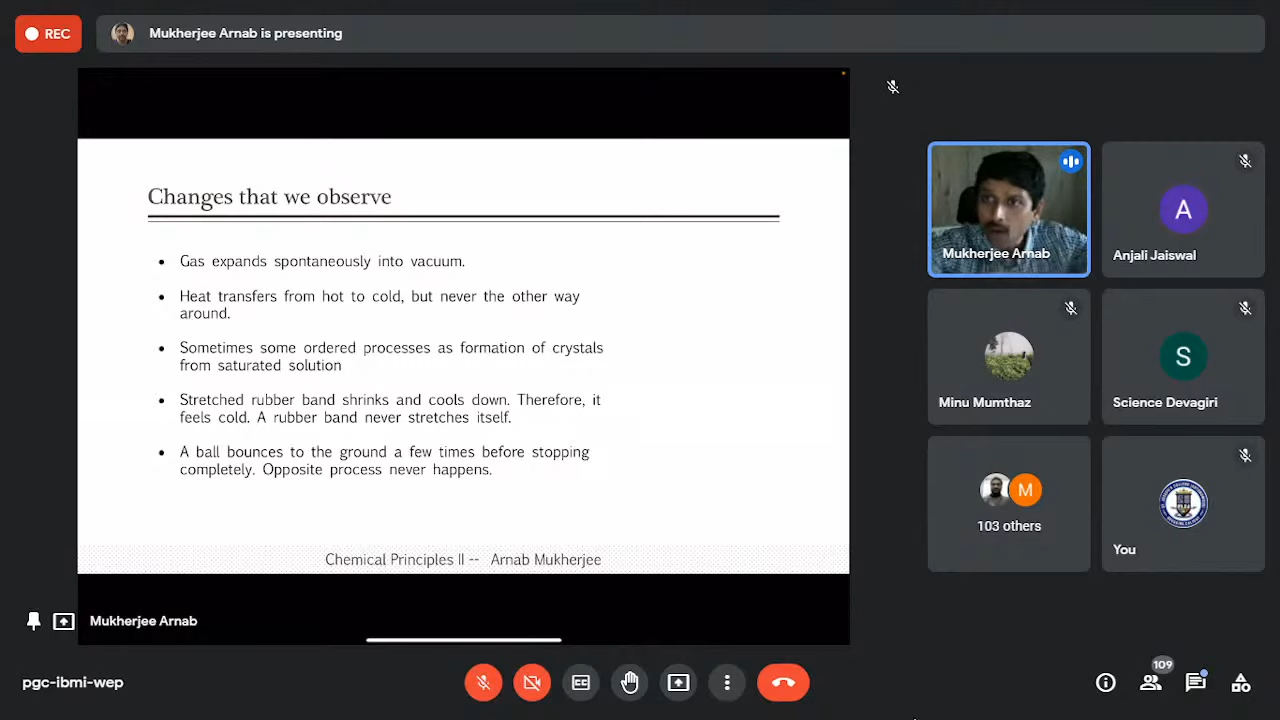 REC
Mukherjee Arnab is presenting
Changes that we observe
• Gas expands spontaneously into vacuum.
• Heat transfers from hot to cold, but never the other way
around.
• Sometimes some ordered processes as formation of crystals
from saturated solution
• Stretched rubber band shrinks and cools down. Therefore, it
feels cold. A rubber band never stretches itself.
• A ball bounces to the ground a few times before stopping
completely. Opposite process never happens.
Chemical Principles II -- Arnab Mukherjee
Mukherjee Arnab
Mukherjee Arnab
A
Anjali Jaiswal
Minu Mumthaz
S
Science Devagiri
M
103 others
You
pgc-ibmi-wep
CC
109